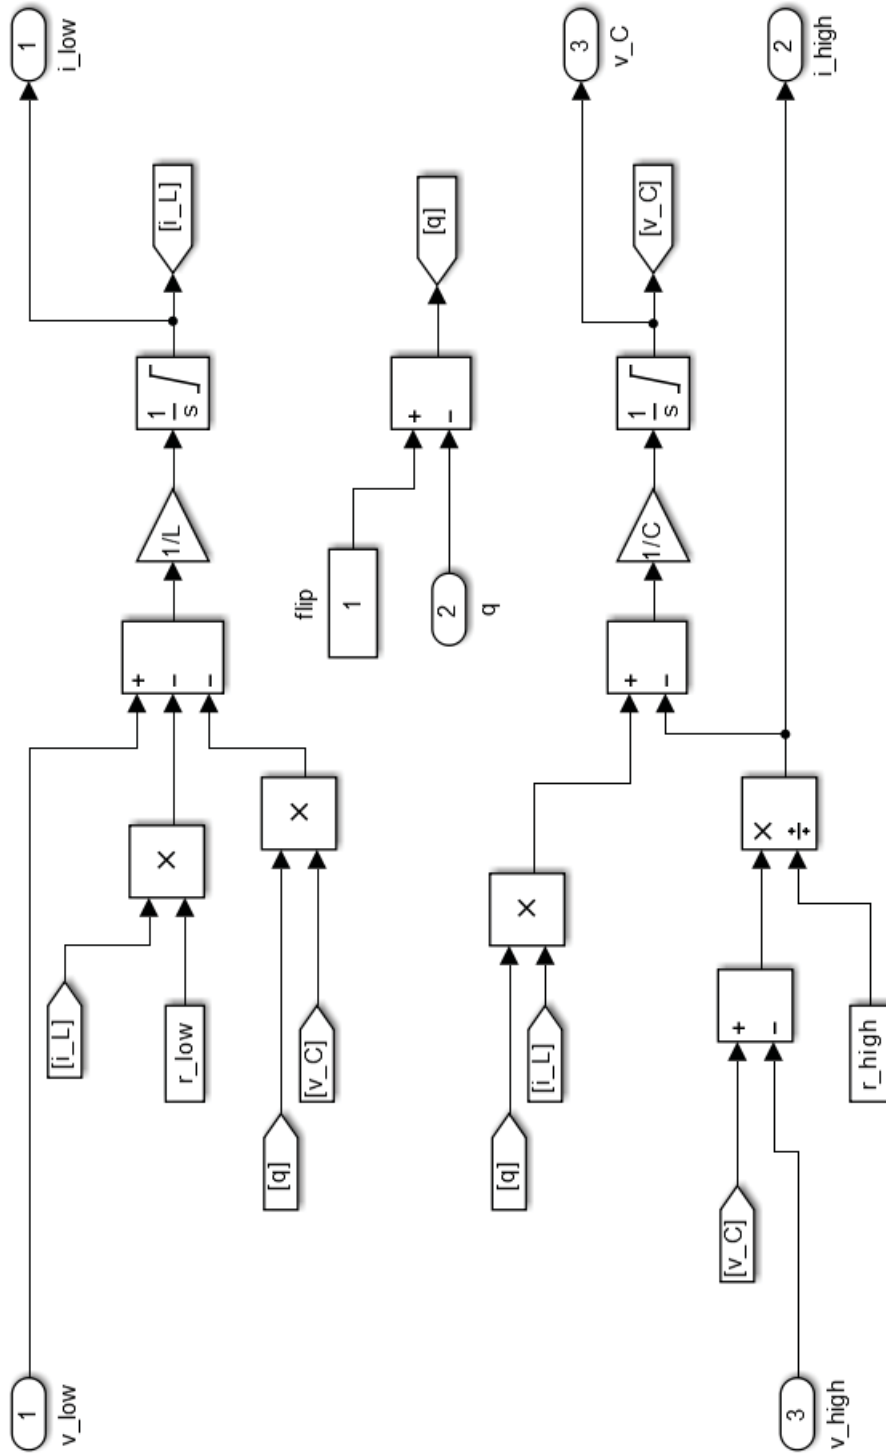 1
v_low
[i_L]
r_low
×
[q]
[v_C]
×
+
−
−
1/L
1
s
[i_L]
1
i_low
flip
1
2
q
+
−
[q]
[q]
[i_L]
×
+
−
1/C
1
s
[v_C]
3
v_C
[v_C]
3
v_high
+
−
r_high
×
÷
2
i_high